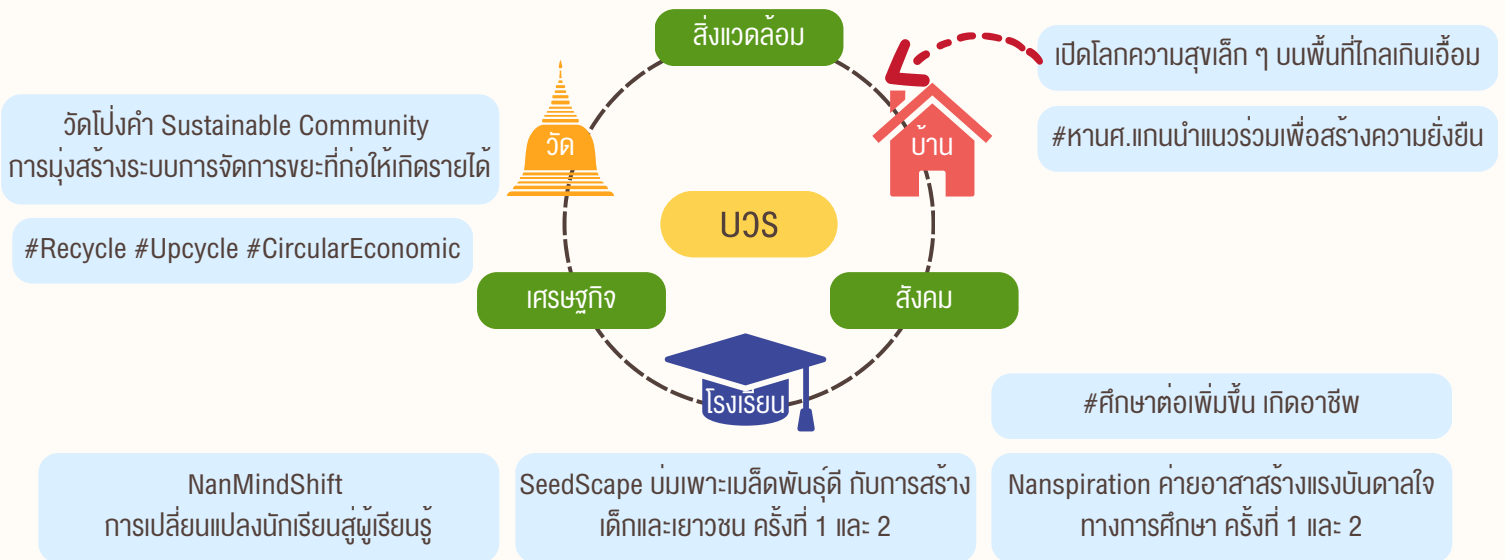 สิ่งแวดล้อม
เปิดโลกความสุขเล็ก ๆ บนพื้นที่ไกลเกินเอื้อม
#หานศ.แกนนำแนวร่วมเพื่อสร้างความยั่งยืน
วัดโป่งคำ Sustainable Community
การมุ่งสร้างระบบการจัดการขยะที่ก่อให้เกิดรายได้
#Recycle #Upcycle #CircularEconomic
วัด
บ้าน
บวร
เศรษฐกิจ
สังคม
โรงเรียน
#ศึกษาต่อเพิ่มขึ้น เกิดอาชีพ
NanMindShift
การเปลี่ยนแปลงนักเรียนสู่ผู้เรียนรู้
SeedScape บ่มเพาะเมล็ดพันธุ์ดี กับการสร้าง
เด็กและเยาวชน ครั้งที่ 1 และ 2
Nanspiration ค่ายอาสาสร้างแรงบันดาลใจ
ทางการศึกษา ครั้งที่ 1 และ 2